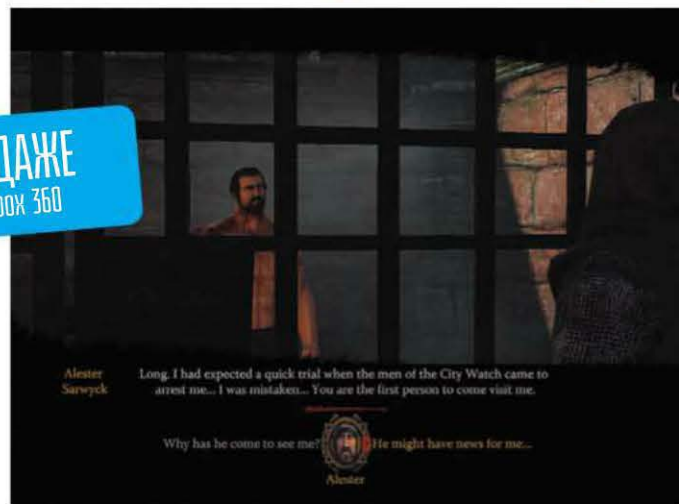 ДАЖЕ
box 360
Alester Long. I had expected a quick trial when the men of the City Watch came to
Sarwyck arrest me... I was mistaken... You are the first person to come visit me.
Why has he come to see me? He might have news for me...
Alester